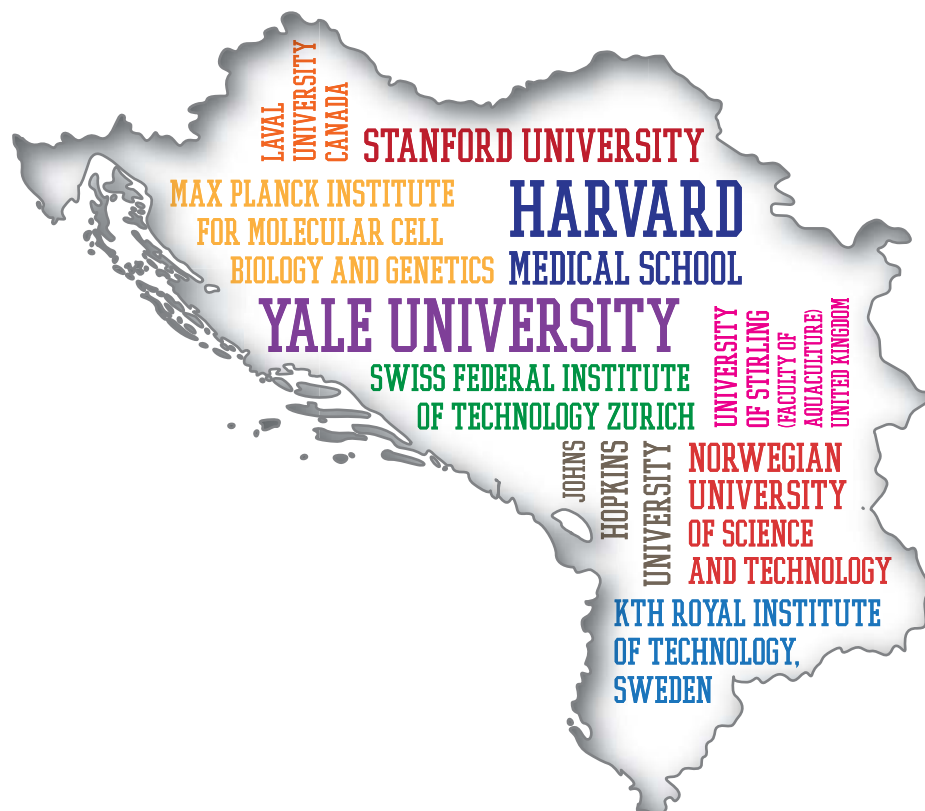 LAVAL
UNIVERSITY
CANADA
STANFORD UNIVERSITY
MAX PLANCK INSTITUTE
FOR MOLECULAR CELL
BIOLOGY AND GENETICS
HARVARD
MEDICAL SCHOOL
YALE UNIVERSITY
SWISS FEDERAL INSTITUTE
OF TECHNOLOGY ZURICH
UNIVERSITY
OF STIRLING
(FACULTY OF
AQUACULTURE)
UNITED KINGDOM
JOHNS
HOPKINS
UNIVERSITY
NORWEGIAN
UNIVERSITY
OF SCIENCE
AND TECHNOLOGY
KTH ROYAL INSTITUTE
OF TECHNOLOGY,
SWEDEN